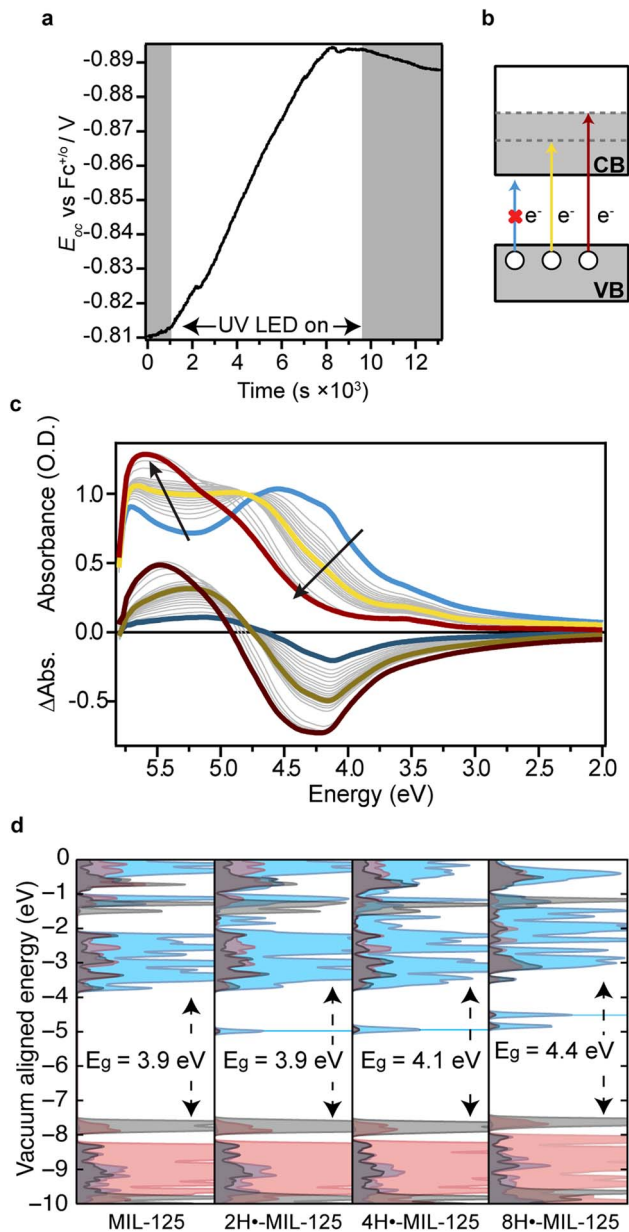 a
b
-0.89
-0.88
-0.87
-0.86
-0.85
-0.84
-0.83
-0.82
-0.81
E_oc vs Fc^+/o / V
UV LED on
0 2 4 6 8 10 12
Time (s ×10^3)
CB
e- e- e-
VB
c
Absorbance (O.D.)
ΔAbs.
1.0
0.5
0.0
-0.5
5.5 5.0 4.5 4.0 3.5 3.0 2.5 2.0
Energy (eV)
d
Vacuum aligned energy (eV)
0
−1
−2
−3
−4
−5
−6
−7
−8
−9
−10
Eg = 3.9 eV
Eg = 3.9 eV
Eg = 4.1 eV
Eg = 4.4 eV
MIL-125
2H•-MIL-125
4H•-MIL-125
8H•-MIL-125